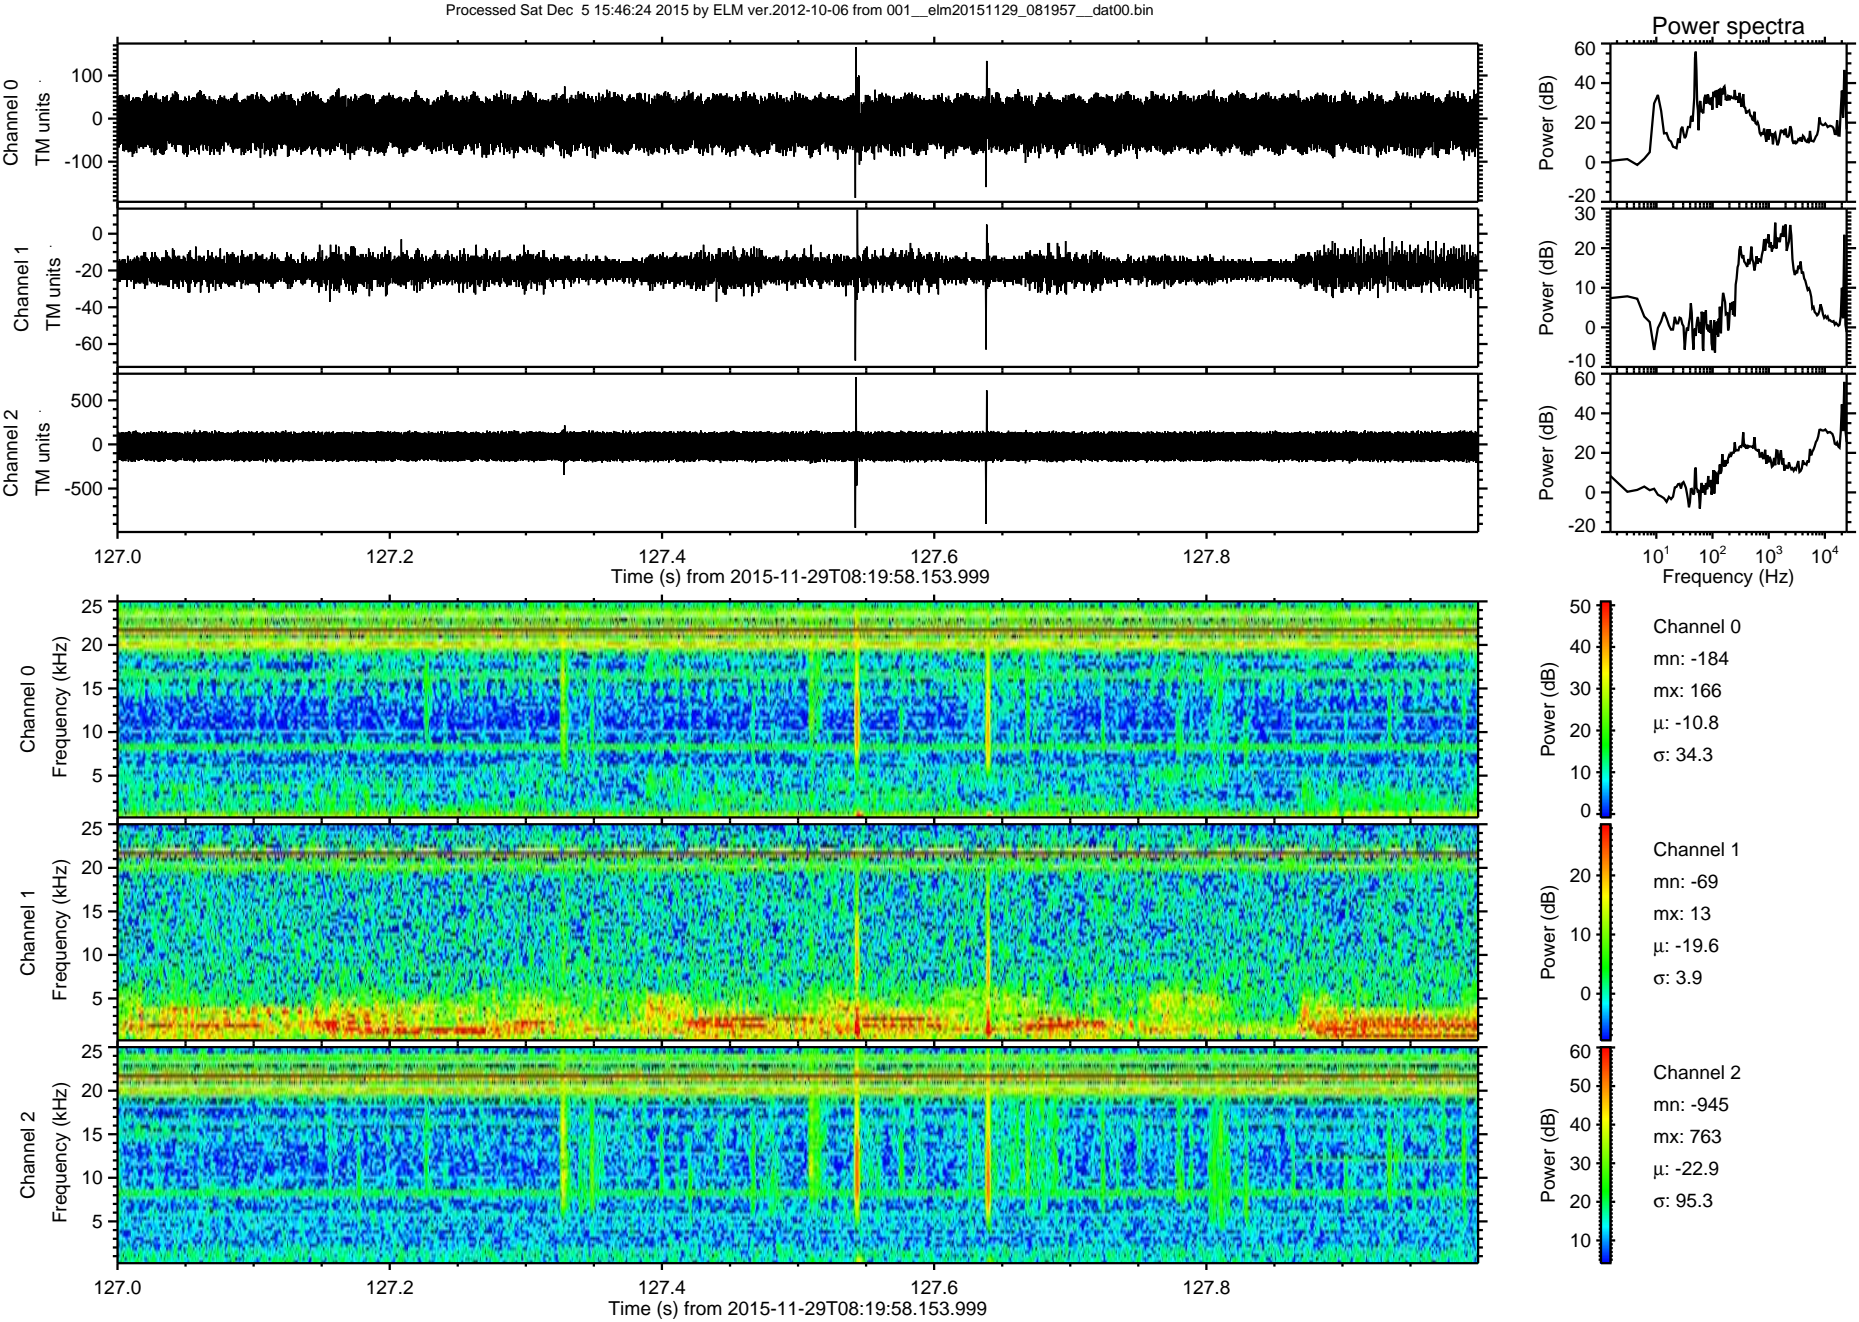 Processed Sat Dec  5 15:46:24 2015 by ELM ver.2012-10-06 from 001__elm20151129_081957__dat00.bin
Power spectra
Channel 0
TM units
100
0
-100
Power (dB)
60
40
20
0
-20
Channel 1
TM units
0
-20
-40
-60
Power (dB)
30
20
10
0
-10
Channel 2
TM units
500
0
-500
Power (dB)
60
40
20
0
-20
127.0
127.2
127.4
127.6
127.8
Time (s) from 2015-11-29T08:19:58.153.999
10¹
10²
10³
10⁴
Frequency (Hz)
Channel 0
Frequency (kHz)
25
20
15
10
5
Power (dB)
50
40
30
20
10
0
Channel 0
mn: -184
mx: 166
μ: -10.8
σ: 34.3
Channel 1
Frequency (kHz)
25
20
15
10
5
Power (dB)
20
10
0
Channel 1
mn: -69
mx: 13
μ: -19.6
σ: 3.9
Channel 2
Frequency (kHz)
25
20
15
10
5
Power (dB)
60
50
40
30
20
10
Channel 2
mn: -945
mx: 763
μ: -22.9
σ: 95.3
127.0
127.2
127.4
127.6
127.8
Time (s) from 2015-11-29T08:19:58.153.999